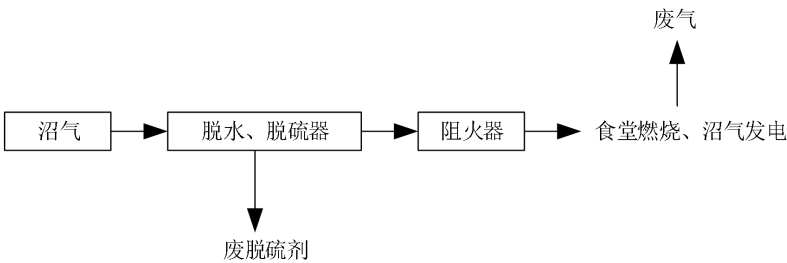 废气
沼气
脱水、脱硫器
阻火器
食堂燃烧、沼气发电
废脱硫剂